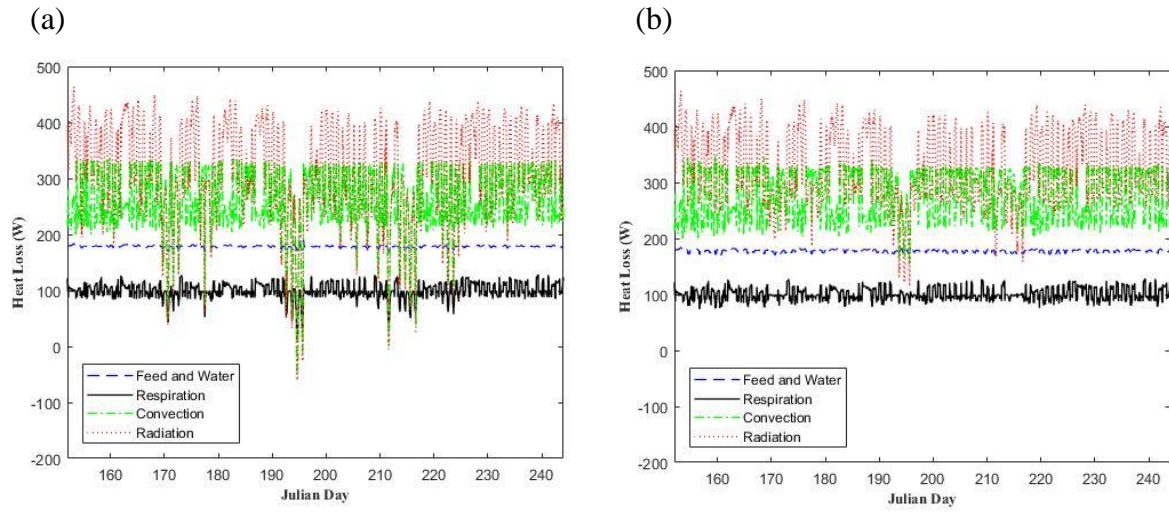 (a)
500
400
300
200
100
0
-100
-200
Heat Loss (W)
Feed and Water
Respiration
Convection
Radiation
160 170 180 190 200 210 220 230 240
Julian Day
(b)
500
400
300
200
100
0
-100
-200
Heat Loss (W)
Feed and Water
Respiration
Convection
Radiation
160 170 180 190 200 210 220 230 240
Julian Day